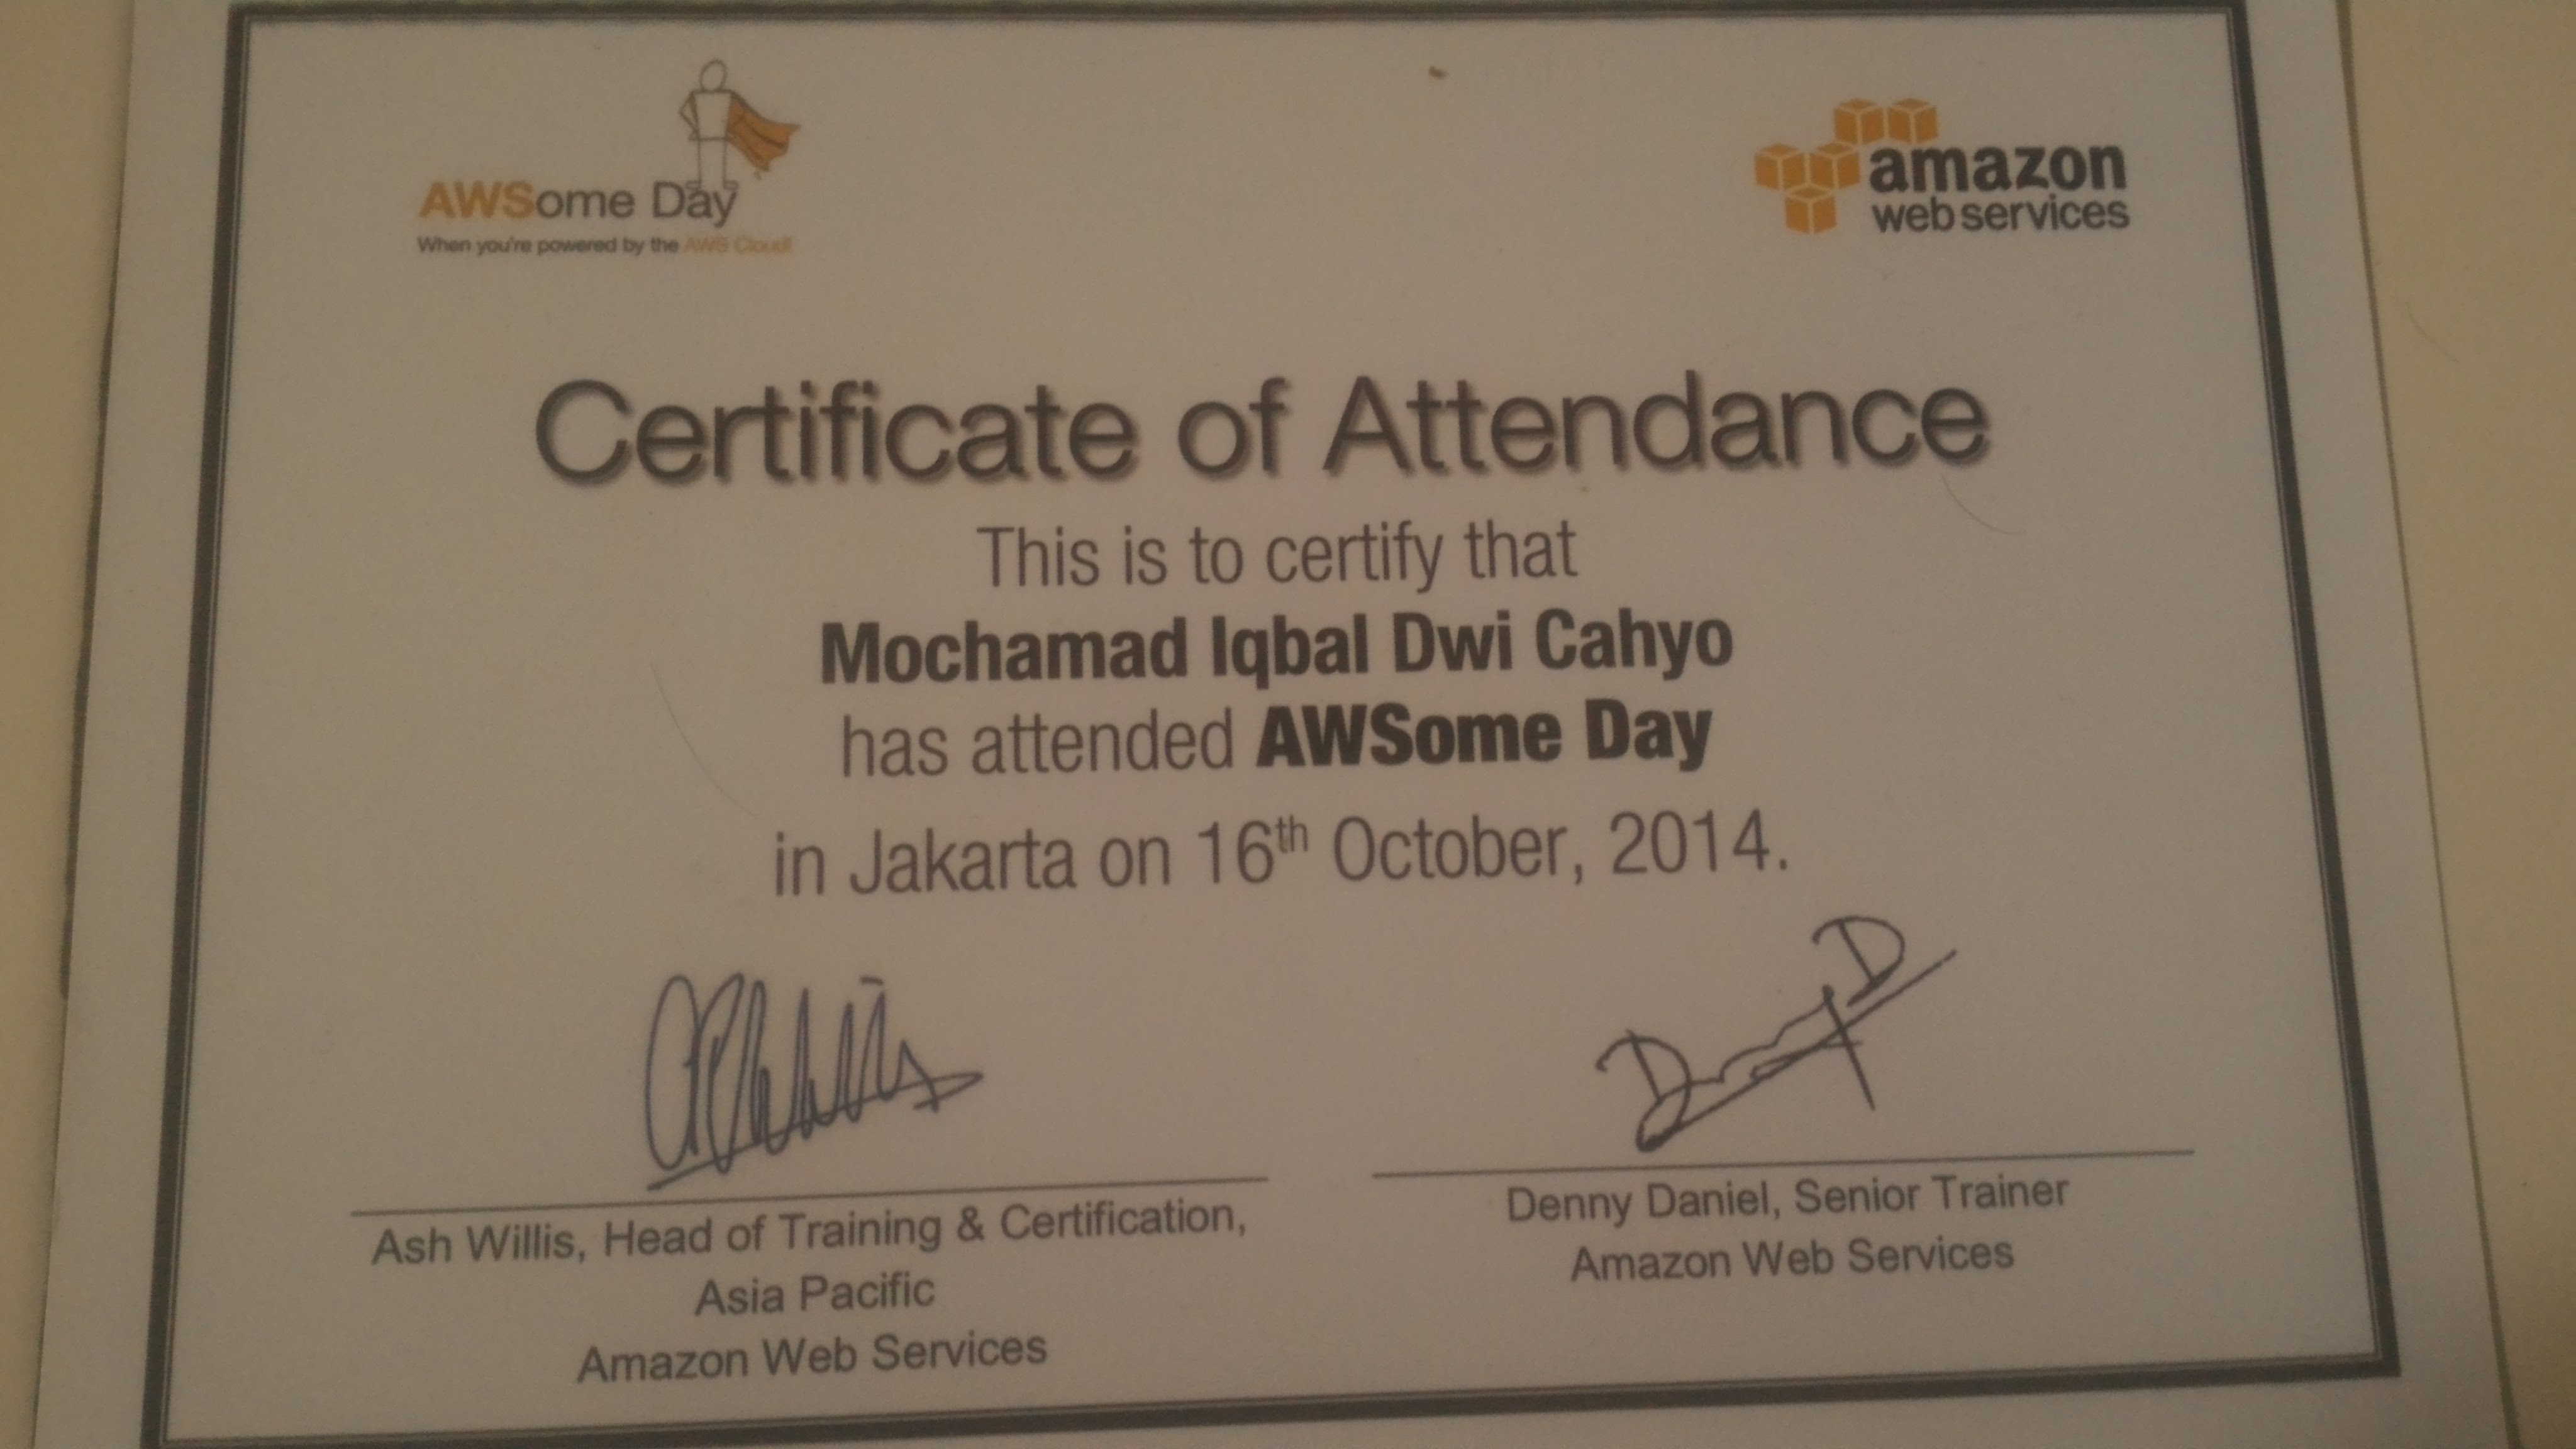 AWSome Day
When you're powered by the AWS Cloud!
amazon
web services
Certificate of Attendance
This is to certify that
Mochamad Iqbal Dwi Cahyo
has attended AWSome Day
in Jakarta on 16th October, 2014.
Ash Willis, Head of Training & Certification,
Asia Pacific
Amazon Web Services
Denny Daniel, Senior Trainer
Amazon Web Services